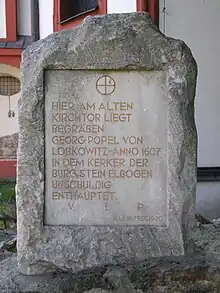 HIER AM ALTEN
KIRCHTOR LIEGT
BEGRABEN
GEORG POPEL VON
LOBKOWITZ·ANNO 1607
IN DEM KERKER DER
BURG STEIN ELBOGEN
UNSCHULDIG
ENTHAUPTET.
V I P